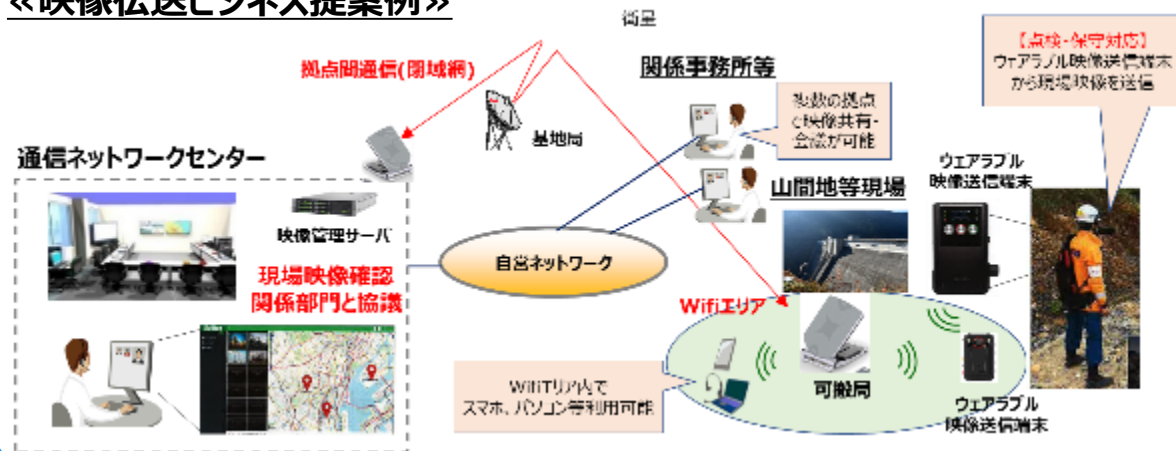 ≪映像伝送ビジネス提案例≫
衛星
拠点間通信(閉域網)
基地局
関係事務所等
複数の拠点
で映像共有・
会議が可能
【点検・保守対応】
ウェアラブル映像送信端末
から現場映像を送信
通信ネットワークセンター
映像管理サーバ
現場映像確認
関係部門と協議
自営ネットワーク
山間地等現場
ウェアラブル
映像送信端末
Wifiエリア
可搬局
Wifiエリア内で
スマホ、パソコン等利用可能
ウェアラブル
映像送信端末